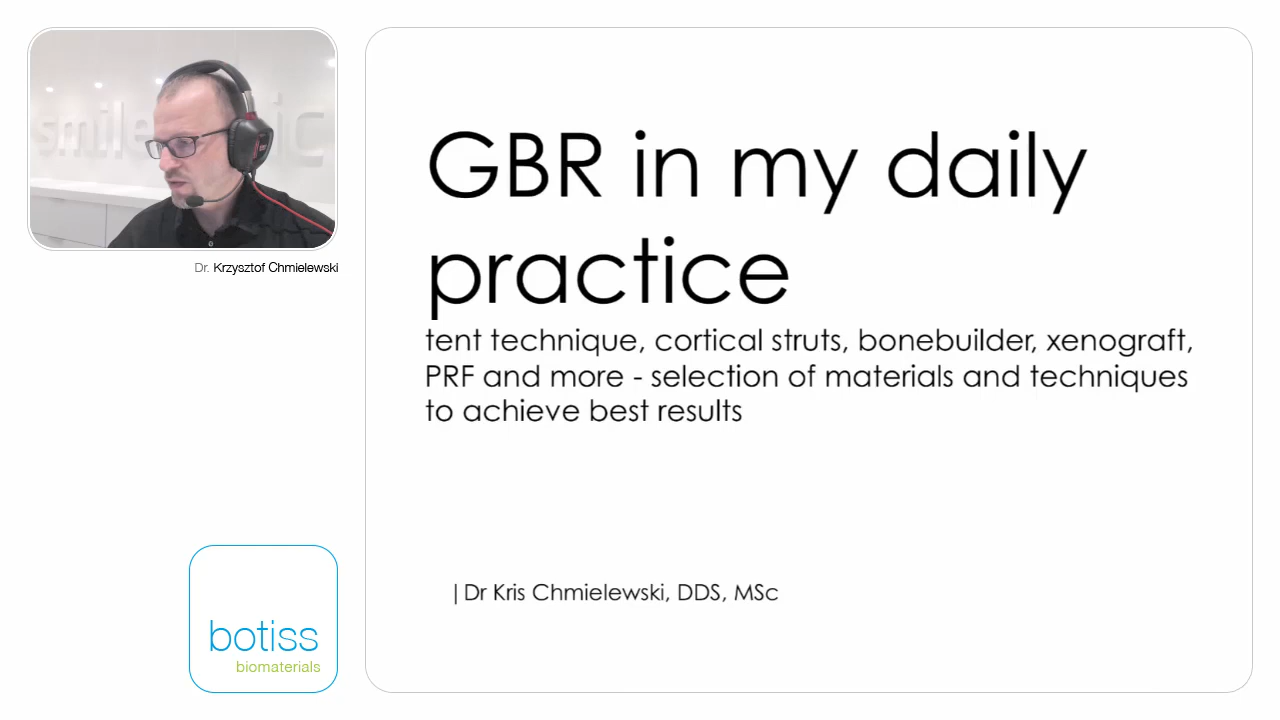 Dr. Krzysztof Chmielewski
GBR in my daily
practice
tent technique, cortical struts, bonebuilder, xenograft,
PRF and more - selection of materials and techniques
to achieve best results
|Dr Kris Chmielewski, DDS, MSc
botiss
biomaterials